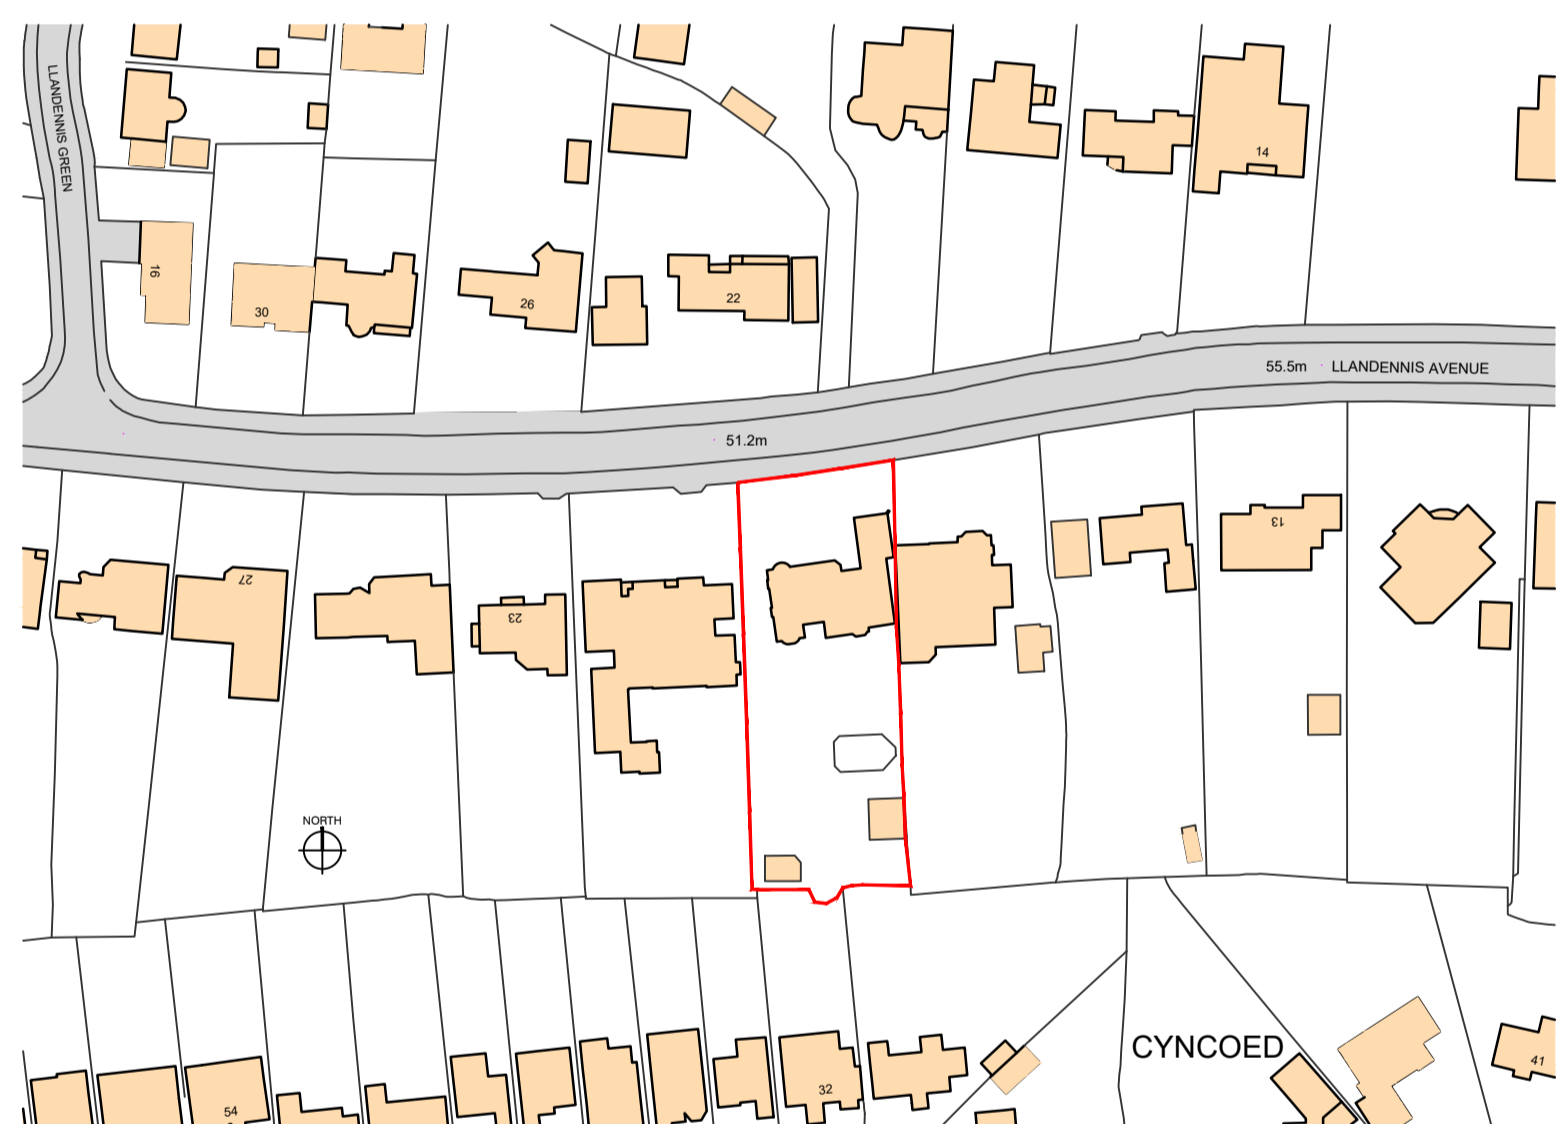 LLANDENNIS GREEN
14
16
30
26
22
55.5m
LLANDENNIS AVENUE
51.2m
27
23
13
NORTH
CYNCOED
54
32
41